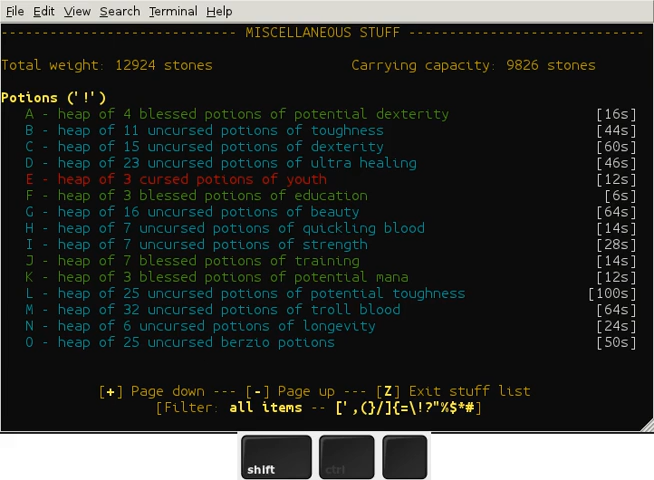 File Edit View Search Terminal Help
---------------------------- MISCELLANEOUS STUFF ----------------------------
Total weight: 12924 stones Carrying capacity: 9826 stones
Potions ('!')
A - heap of 4 blessed potions of potential dexterity [16s]
B - heap of 11 uncursed potions of toughness [44s]
C - heap of 15 uncursed potions of dexterity [60s]
D - heap of 23 uncursed potions of ultra healing [46s]
E - heap of 3 cursed potions of youth [12s]
F - heap of 3 blessed potions of education [6s]
G - heap of 16 uncursed potions of beauty [64s]
H - heap of 7 uncursed potions of quickling blood [14s]
I - heap of 7 uncursed potions of strength [28s]
J - heap of 7 blessed potions of training [14s]
K - heap of 3 blessed potions of potential mana [12s]
L - heap of 25 uncursed potions of potential toughness [100s]
M - heap of 32 uncursed potions of troll blood [64s]
N - heap of 6 uncursed potions of longevity [24s]
O - heap of 25 uncursed berzio potions [50s]
[+] Page down --- [-] Page up --- [Z] Exit stuff list
[Filter: all items -- [',(}/]{=\!?"%$*#]
shift ctrl